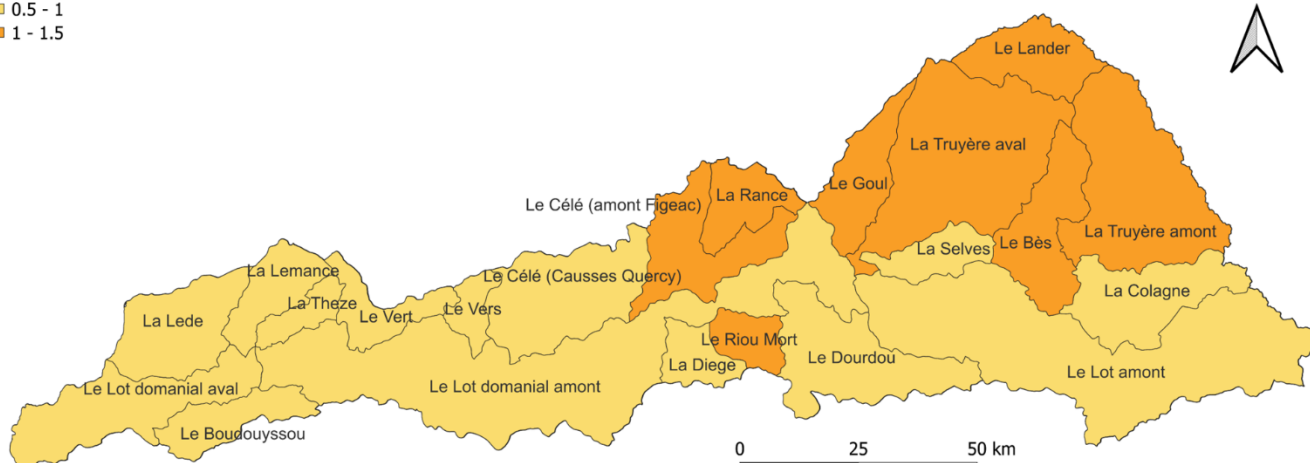 0.5 - 1
1 - 1.5
Le Lander
La Truyère aval
Le Goul
La Rance
Le Célé (amont Figeac)
La Truyère amont
Le Bès
La Selves
Le Célé (Causses Quercy)
La Lemance
La Colagne
La Theze
Le Vers
Le Vert
La Lede
Le Riou Mort
Le Dourdou
La Diege
Le Lot amont
Le Lot domanial amont
Le Lot domanial aval
Le Boudouyssou
0 25 50 km